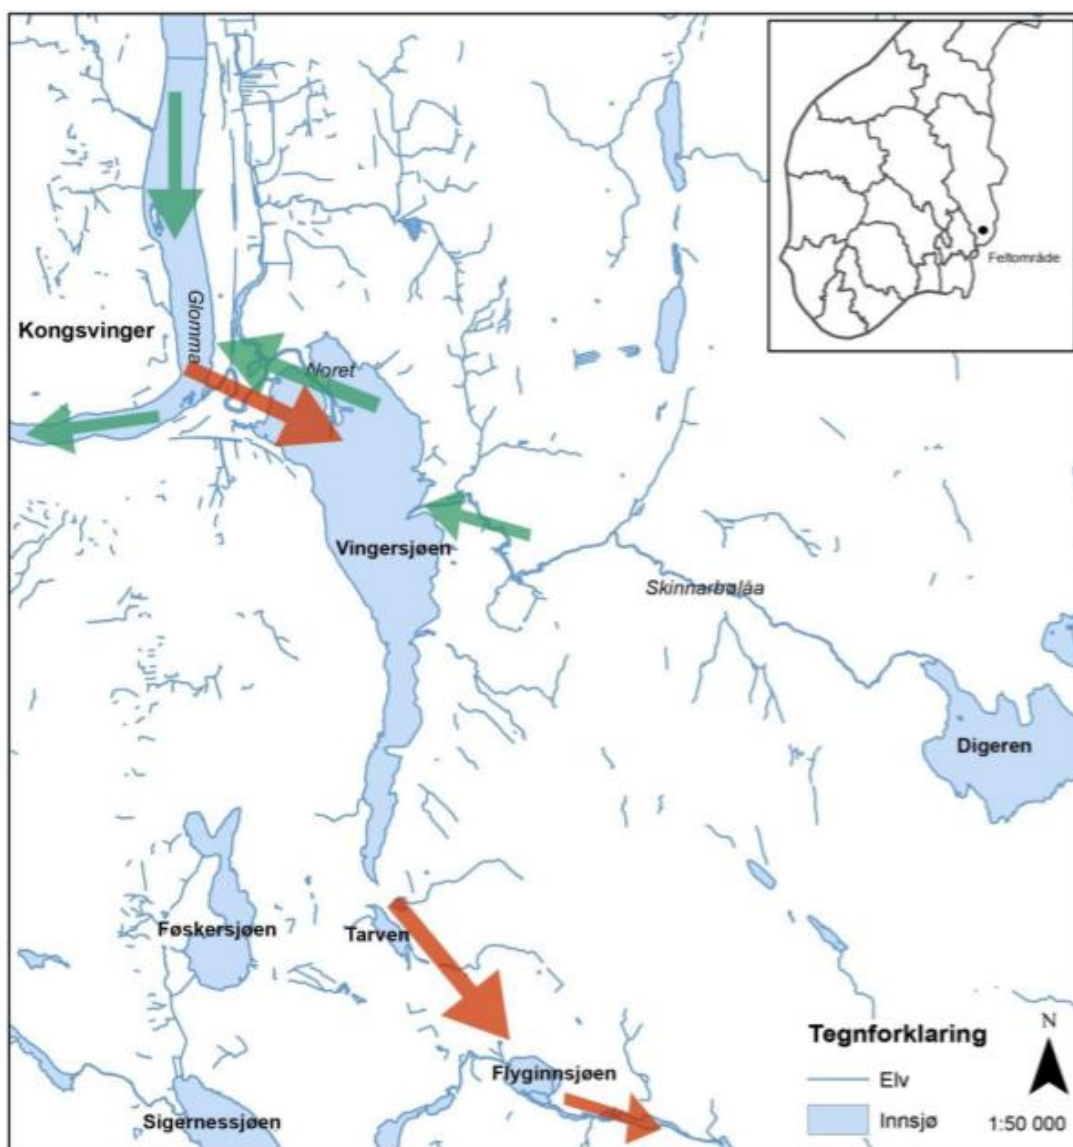 Feltområde
Glomma
Kongsvinger
Noret
Vingersjøen
Skinnarbølåa
Digeren
Føskersjøen
Tarven
Flyginnsjøen
Sigernessjøen
Tegnforklaring
N
Elv
Innsjø
1:50 000